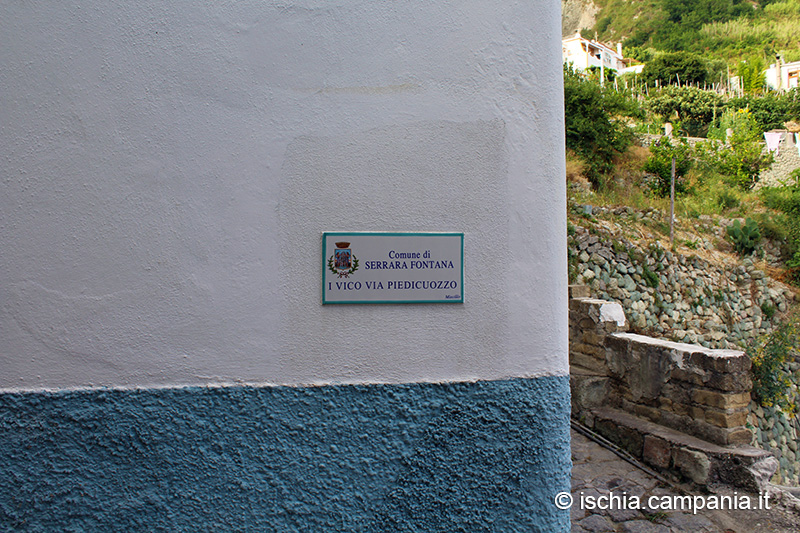 Comune di
SERRARA FONTANA
I VICO VIA PIEDICUOZZO
© ischia.campania.it